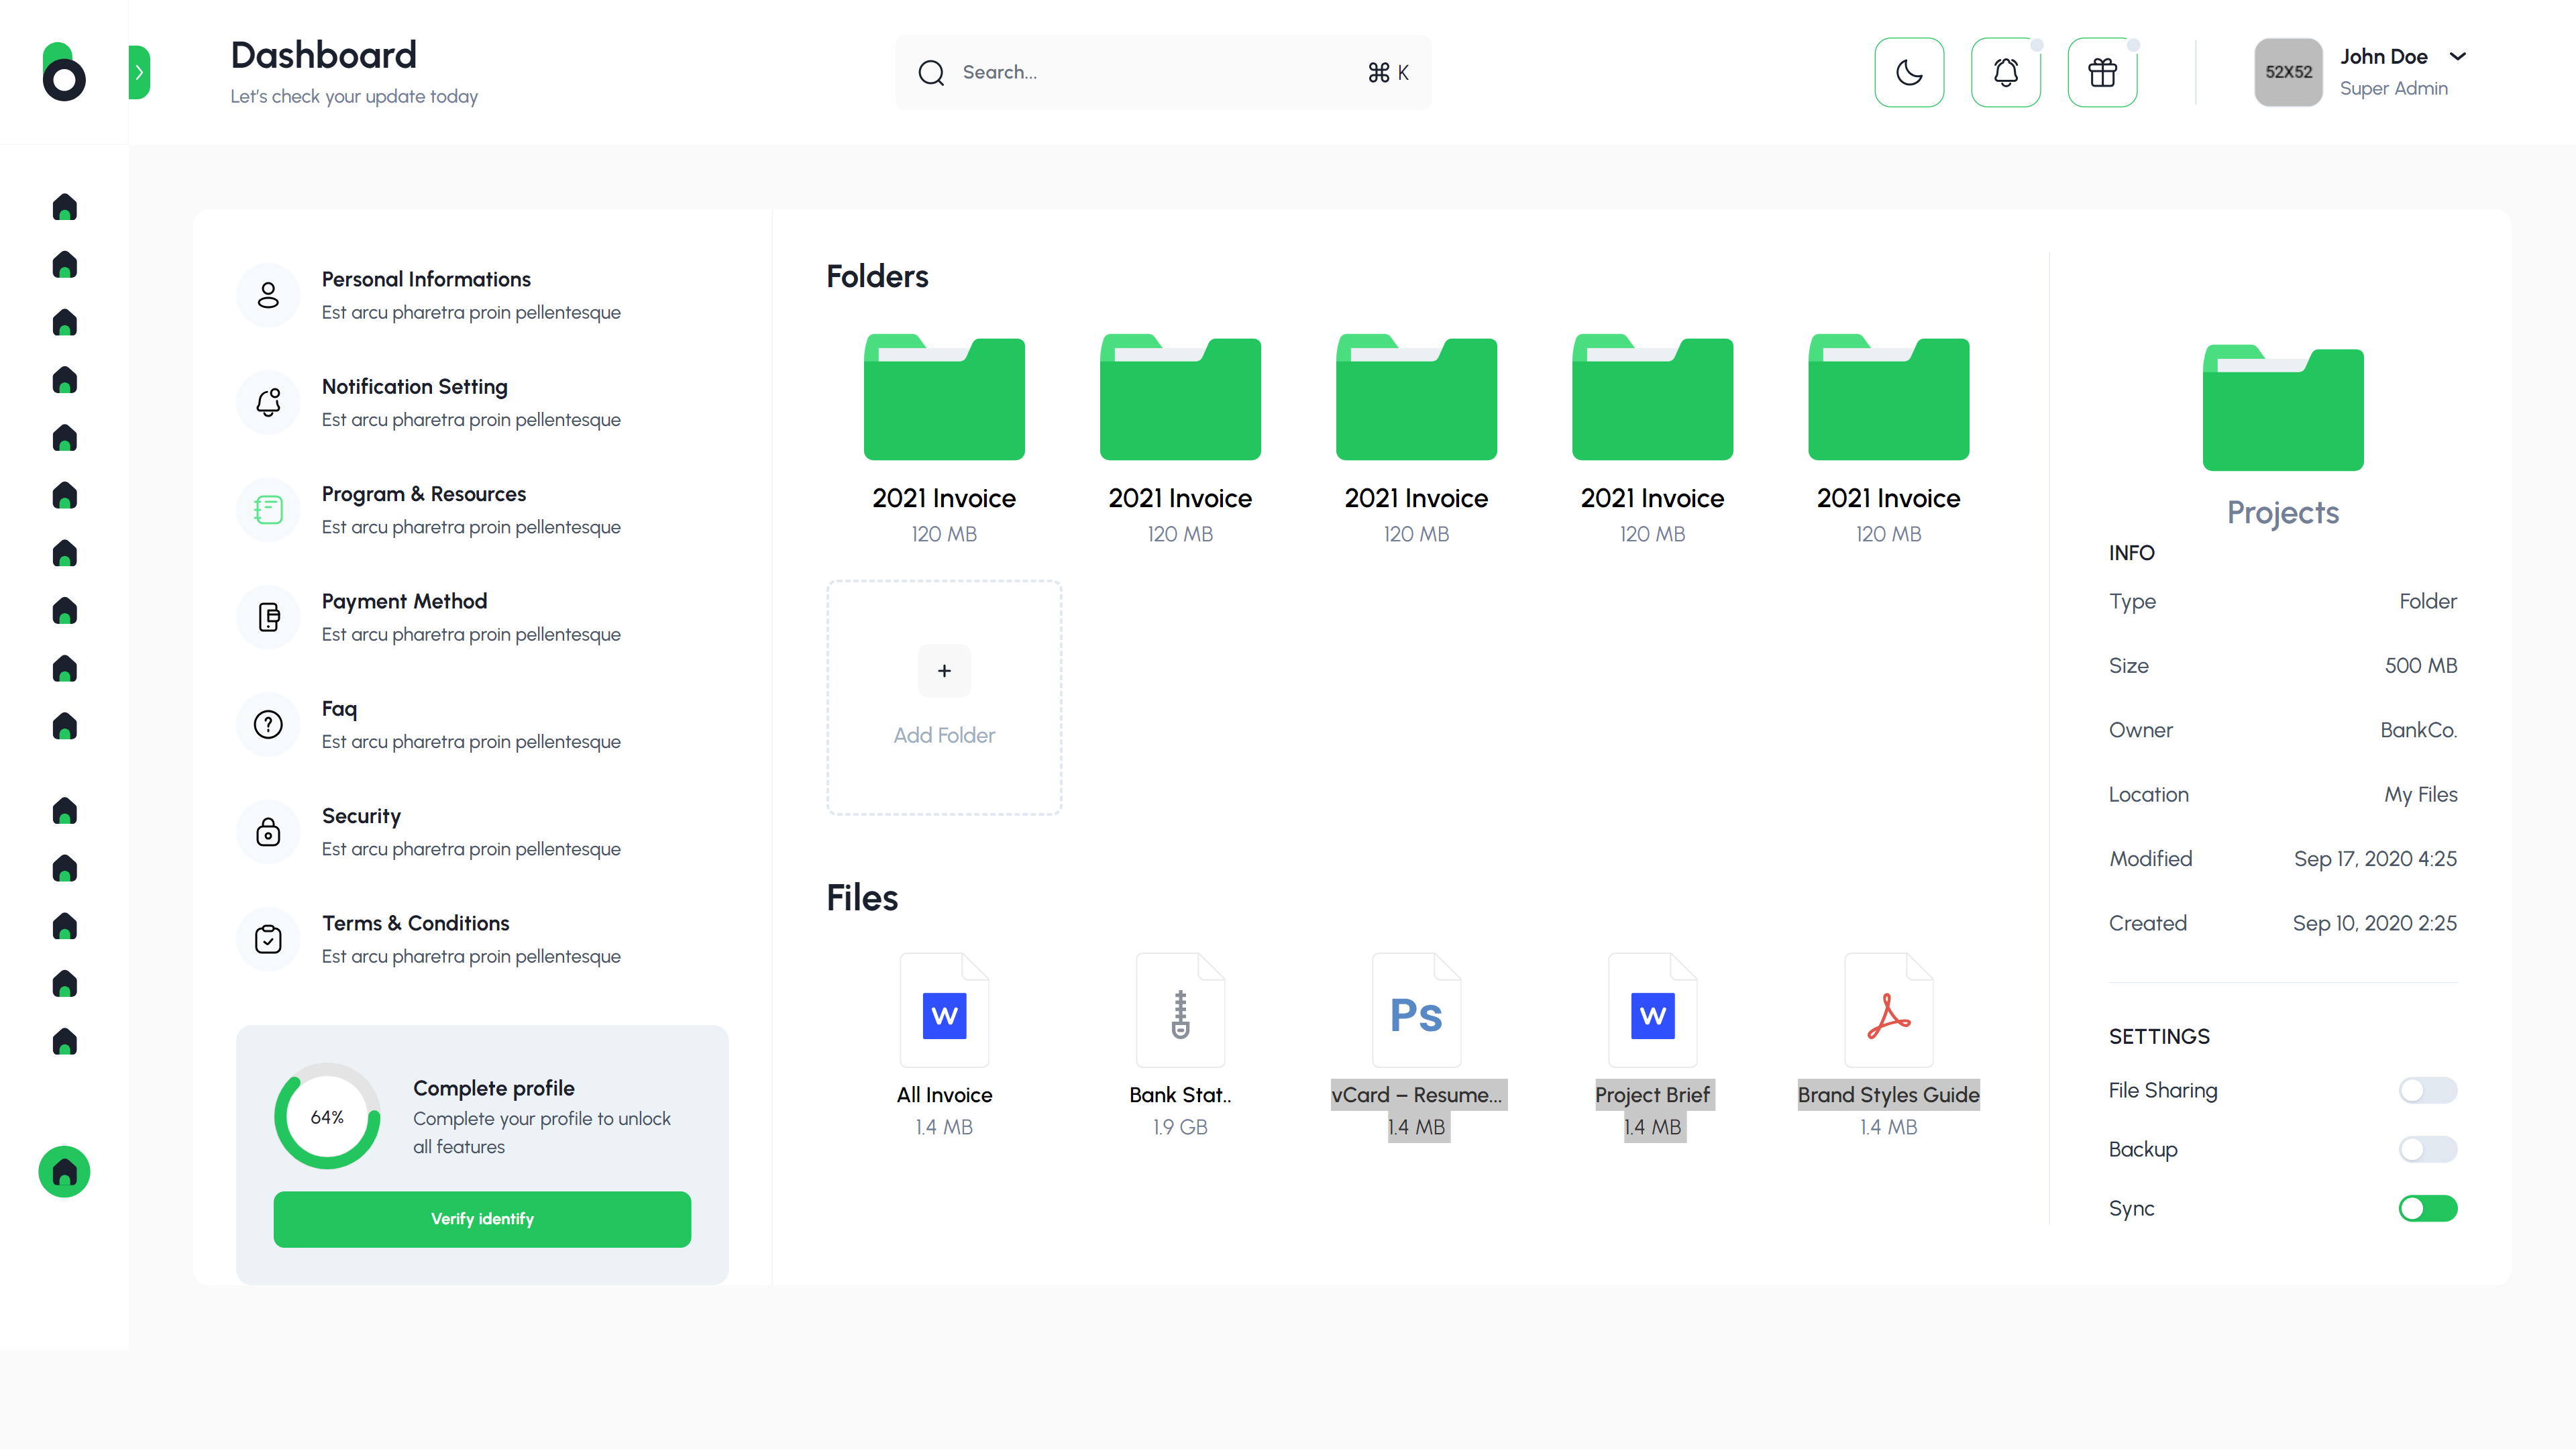 Dashboard
Let's check your update today
Search...
⌘ K
52X52
John Doe
Super Admin
Personal Informations
Est arcu pharetra proin pellentesque
Notification Setting
Est arcu pharetra proin pellentesque
Program & Resources
Est arcu pharetra proin pellentesque
Payment Method
Est arcu pharetra proin pellentesque
Faq
Est arcu pharetra proin pellentesque
Security
Est arcu pharetra proin pellentesque
Terms & Conditions
Est arcu pharetra proin pellentesque
64%
Complete profile
Complete your profile to unlock
all features
Verify identify
Folders
2021 Invoice
120 MB
2021 Invoice
120 MB
2021 Invoice
120 MB
2021 Invoice
120 MB
2021 Invoice
120 MB
+
Add Folder
Files
W
All Invoice
1.4 MB
Bank Stat..
1.9 GB
Ps
vCard – Resume...
1.4 MB
W
Project Brief
1.4 MB
Brand Styles Guide
1.4 MB
Projects
INFO
Type Folder
Size 500 MB
Owner BankCo.
Location My Files
Modified Sep 17, 2020 4:25
Created Sep 10, 2020 2:25
SETTINGS
File Sharing
Backup
Sync